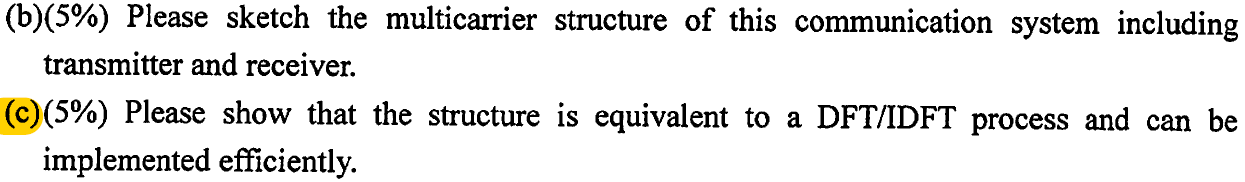 (b)(5%) Please sketch the multicarrier structure of this communication system including
transmitter and receiver.
(c)(5%) Please show that the structure is equivalent to a DFT/IDFT process and can be
implemented efficiently.